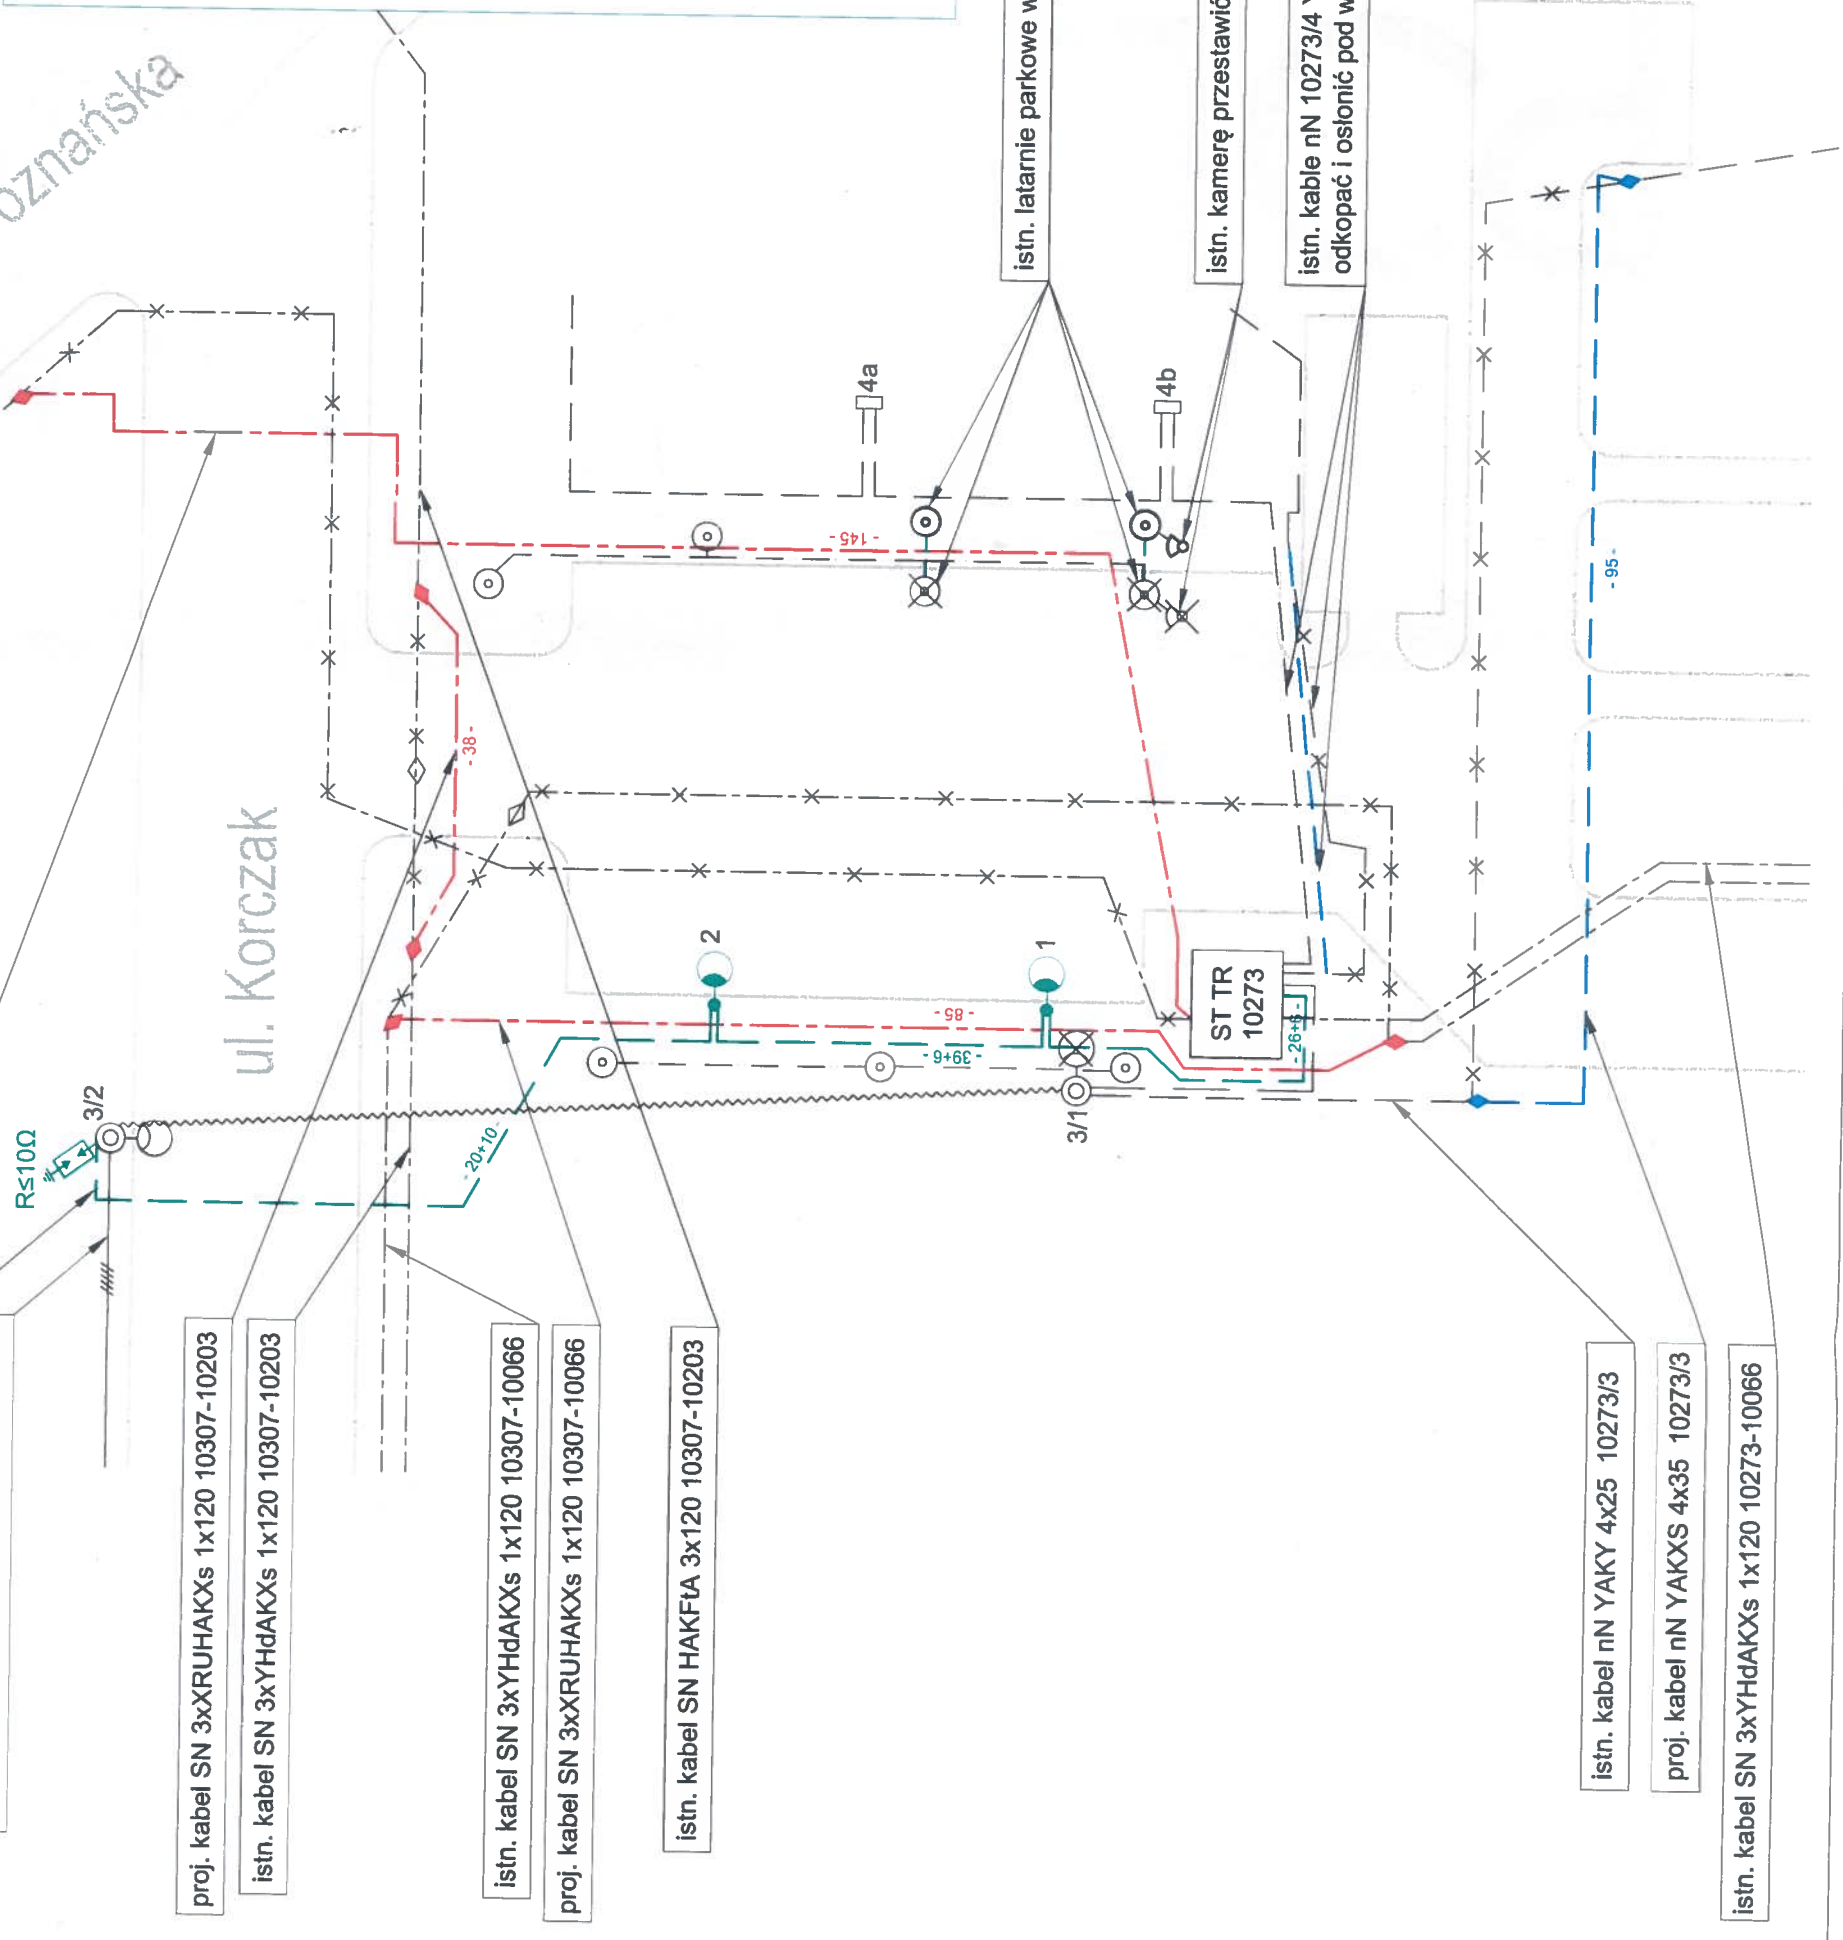 oznańska
ul. Korczak
R≤10Ω
3/2
- 20+10 -
- 38 -
- 145 -
- 85 -
- 39+6 -
- 26+6 -
- 95 -
2
1
3/1
4a
4b
ST TR
10273
istn. latarnie parkowe w
istn. kamerę przestawić
istn. kable nN 10273/4
odkopać i osłonić pod w
proj. kabel SN 3xXRUHAKXs 1x120 10307-10203
istn. kabel SN 3xYHdAKXs 1x120 10307-10203
istn. kabel SN 3xYHdAKXs 1x120 10307-10066
proj. kabel SN 3xXRUHAKXs 1x120 10307-10066
istn. kabel SN HAKFtA 3x120 10307-10203
istn. kabel nN YAKY 4x25 10273/3
proj. kabel nN YAKXS 4x35 10273/3
istn. kabel SN 3xYHdAKXs 1x120 10273-10066